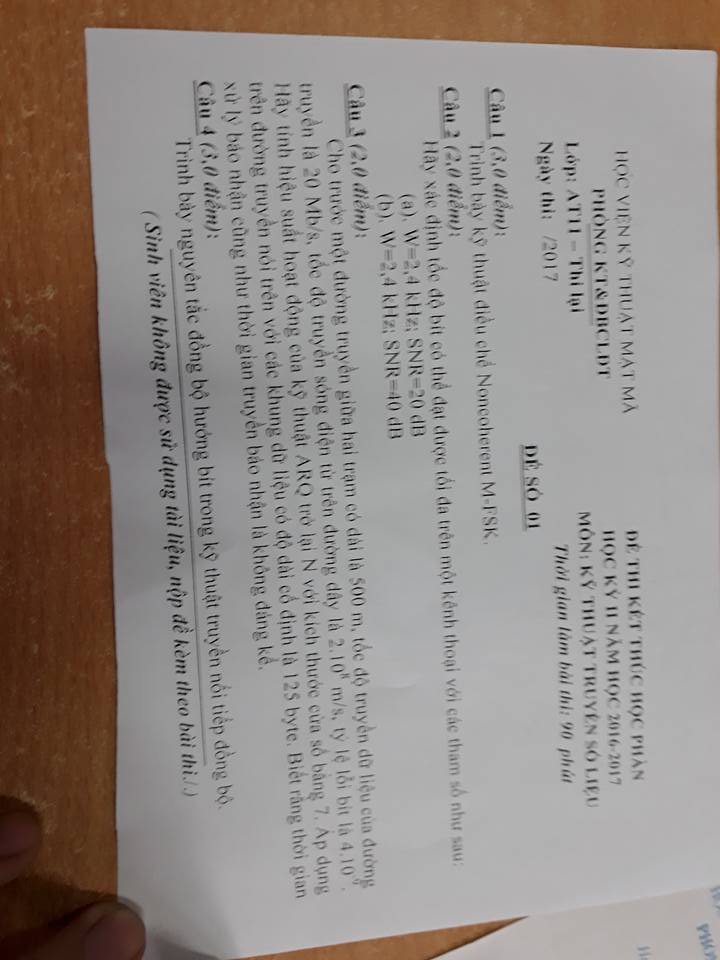 HỌC VIỆN KỸ THUẬT MẬT MÃ
PHÒNG KT&ĐBCLĐT
Lớp: AT11 – Thi lại
Ngày thi: /2017
ĐỀ THI KẾT THÚC HỌC PHẦN
HỌC KỲ II NĂM HỌC 2016-2017
MÔN: KỸ THUẬT TRUYỀN SỐ LIỆU
Thời gian làm bài thi: 90 phút
ĐỀ SỐ 01
Câu 1 (3,0 điểm):
Trình bày kỹ thuật điều chế Noncoherent M-FSK.
Câu 2 (2,0 điểm):
Hãy xác định tốc độ bít có thể đạt được tối đa trên một kênh thoại với các tham số như sau:
(a). W=2,4 kHz; SNR=20 dB
(b). W=2,4 kHz; SNR=40 dB
Câu 3 (2,0 điểm):
Cho trước một đường truyền giữa hai trạm có dài là 500 m, tốc độ truyền dữ liệu của đường
truyền là 20 Mb/s, tốc độ truyền sóng điện từ trên đường dây là 2.10⁸ m/s, tỷ lệ lỗi bit là 4.10⁻⁹.
Hãy tính hiệu suất hoạt động của kỹ thuật ARQ trở lại N với kích thước cửa sổ bằng 7. Áp dụng
trên đường truyền nói trên với các khung dữ liệu có độ dài cố định là 125 byte. Biết rằng thời gian
xử lý báo nhận cũng như thời gian truyền báo nhận là không đáng kể.
Câu 4 (3,0 điểm):
Trình bày nguyên tắc đồng bộ hướng bit trong kỹ thuật truyền nối tiếp đồng bộ.
(Sinh viên không được sử dụng tài liệu, nộp đề kèm theo bài thi./.)